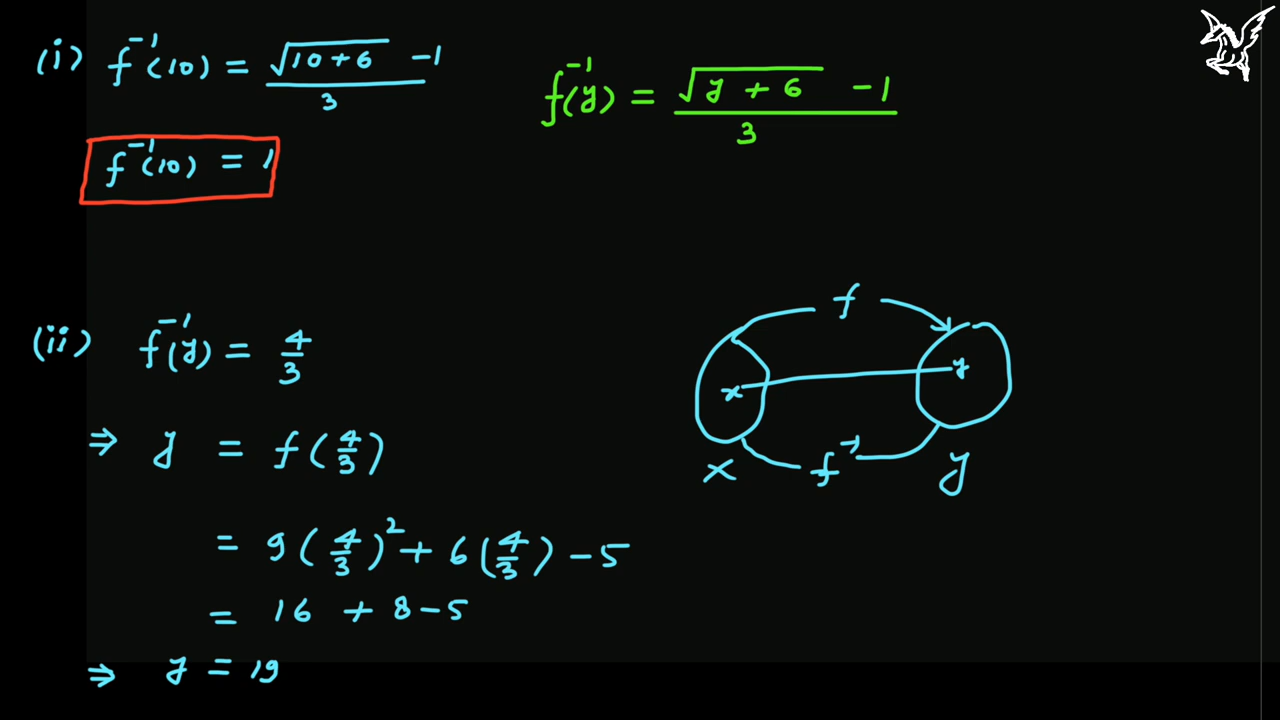 (i) f⁻¹(10) = (√(10+6) − 1)/3
f⁻¹(y) = (√(y + 6) − 1)/3
f⁻¹(10) = 1
(ii) f⁻¹(y) = 4/3
⇒ y = f(4/3)
= 9(4/3)² + 6(4/3) − 5
= 16 + 8 − 5
⇒ y = 19
f
x y
f⁻¹
x y